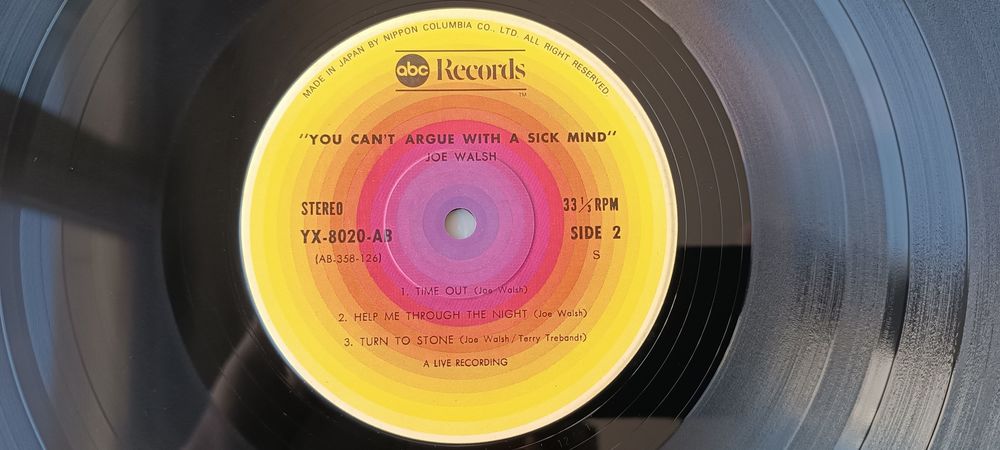 MADE IN JAPAN BY NIPPON COLUMBIA CO., LTD. ALL RIGHT RESERVED.
abc Records
TM
"YOU CAN'T ARGUE WITH A SICK MIND"
JOE WALSH
STEREO
33 1/3 RPM
YX-8020-AB
SIDE 2
(AB-358-126)
S
1. TIME OUT (Joe Walsh)
2. HELP ME THROUGH THE NIGHT (Joe Walsh)
3. TURN TO STONE (Joe Walsh/Terry Trebandt)
A LIVE RECORDING